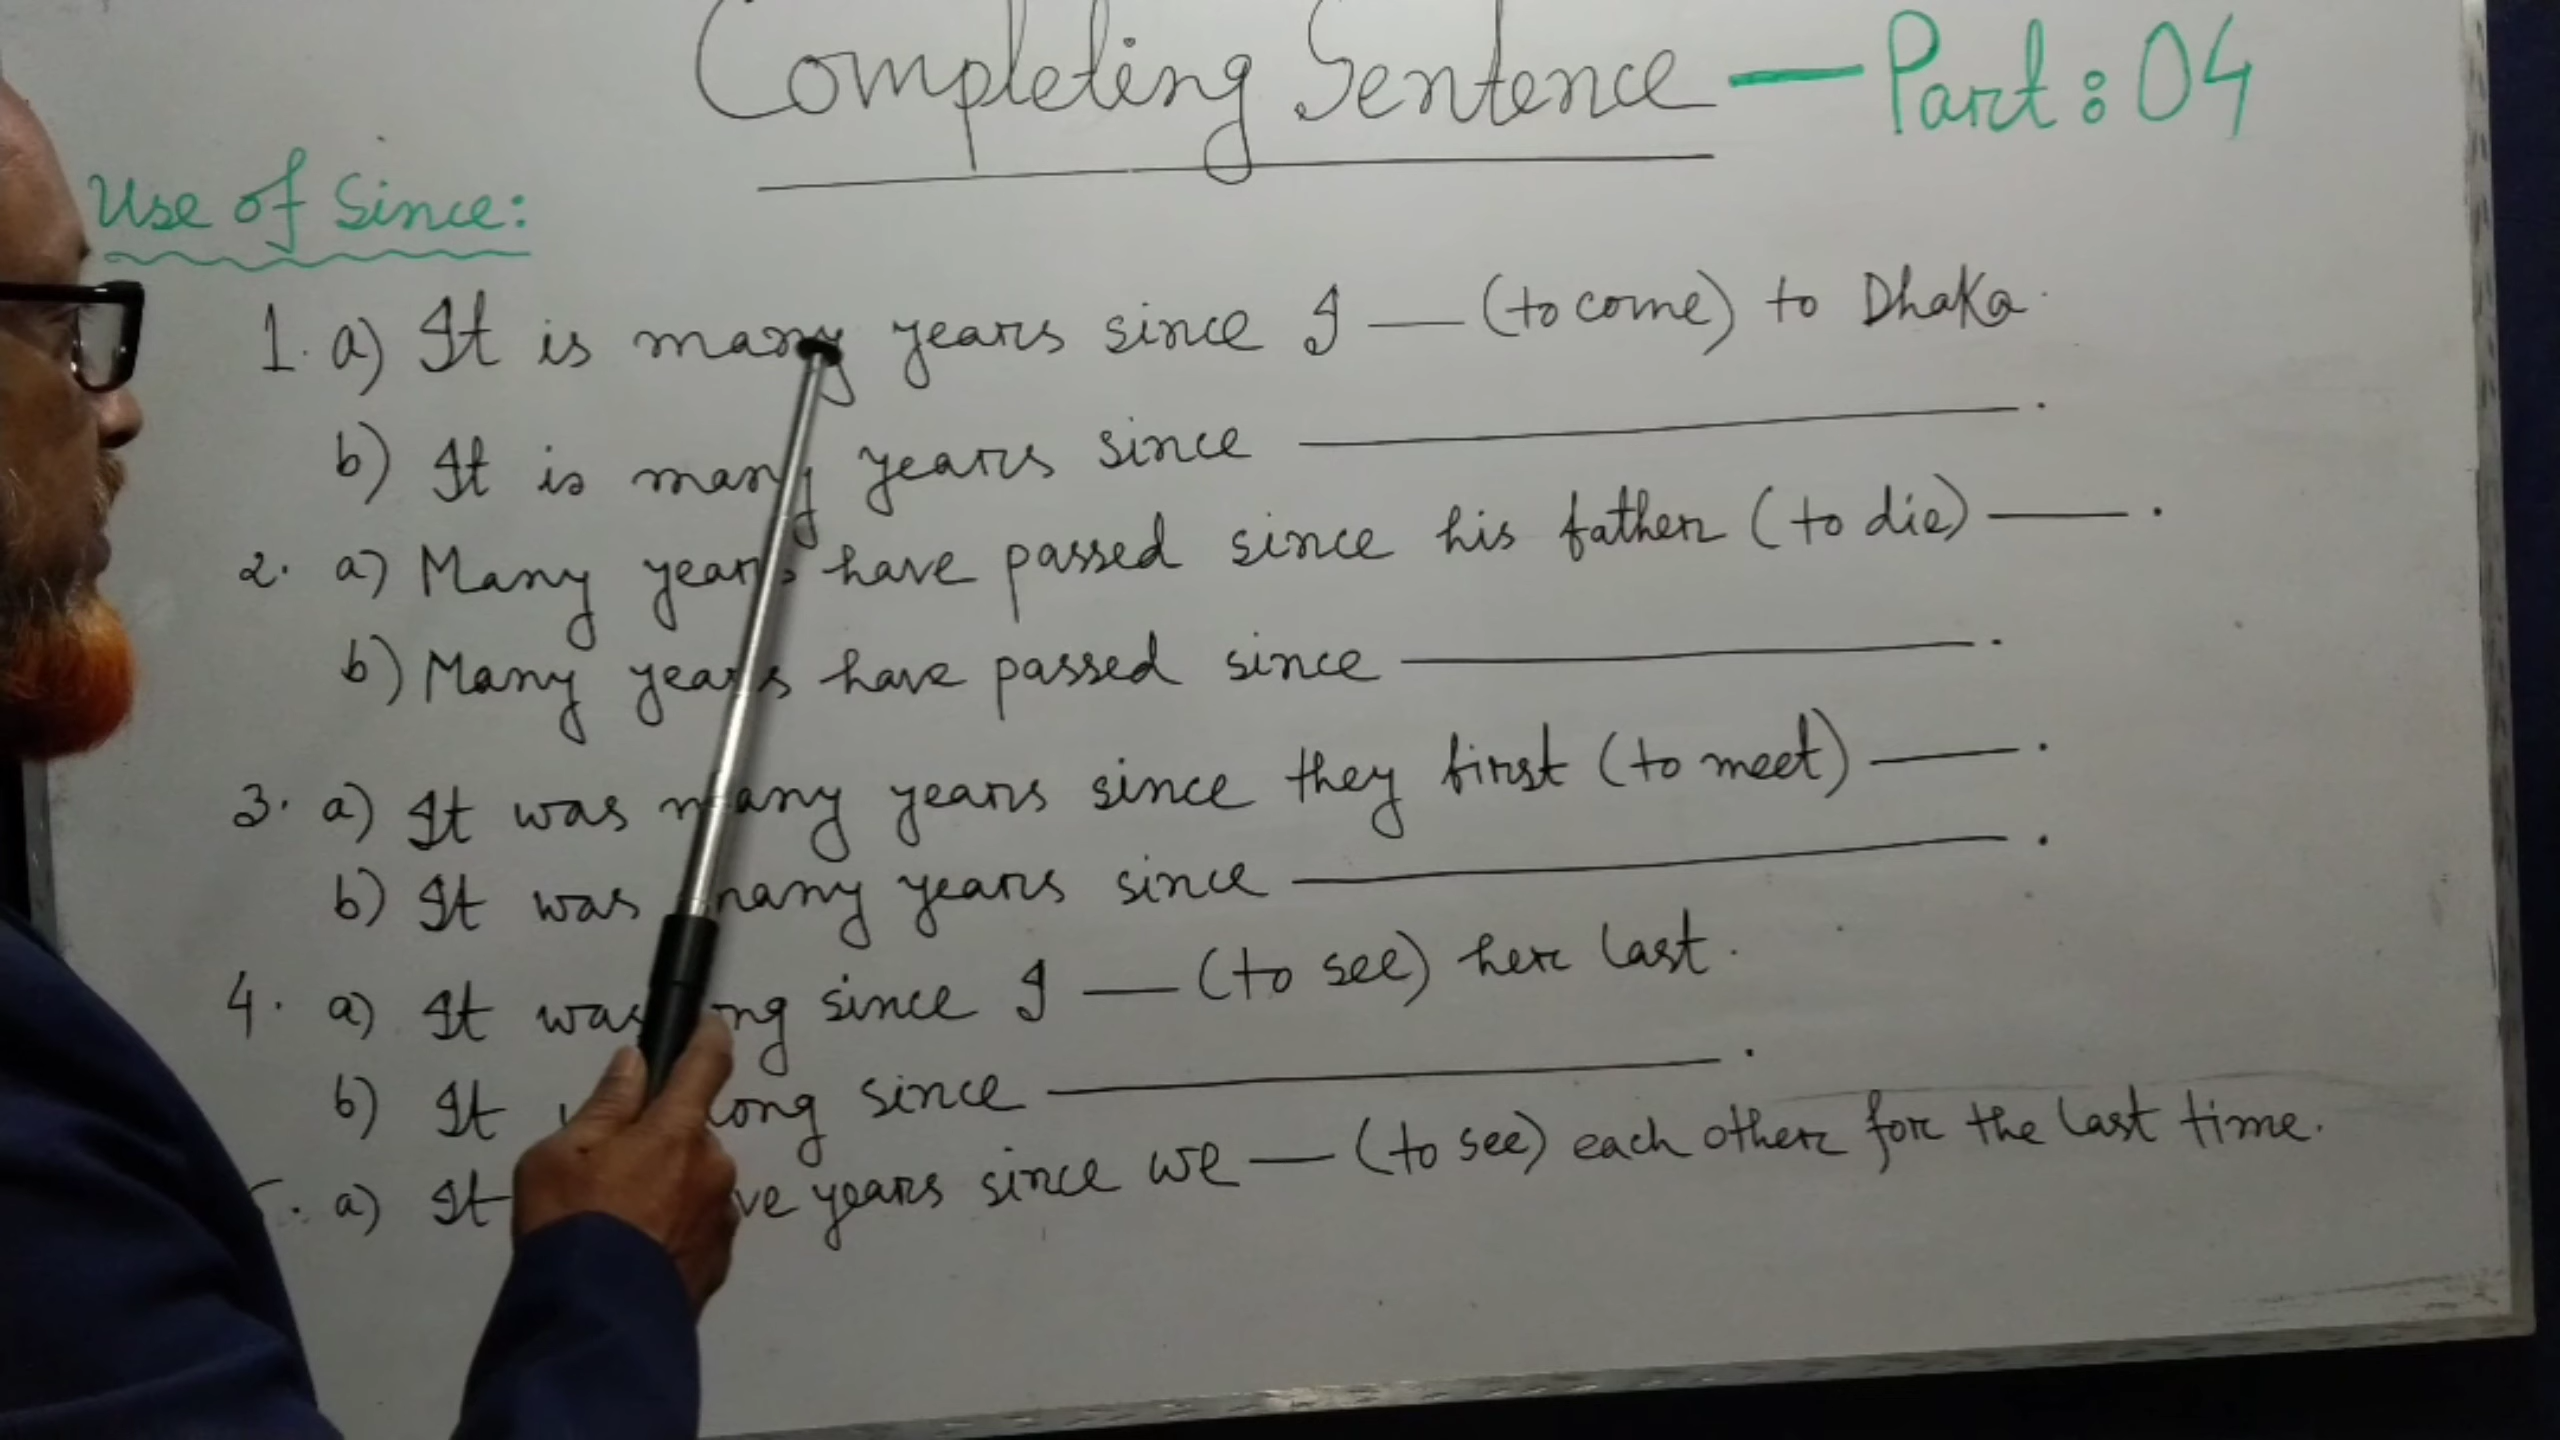 Completing Sentence — Part: 04
Use of Since:
1. a) It is many years since I — (to come) to Dhaka.
b) It is many years since ———.
2. a) Many years have passed since his father (to die) ——.
b) Many years have passed since ———.
3. a) It was many years since they first (to meet) ——.
b) It was many years since ———.
4. a) It was long since I — (to see) her last.
b) It long since ———.
a) It years since we — (to see) each other for the last time.